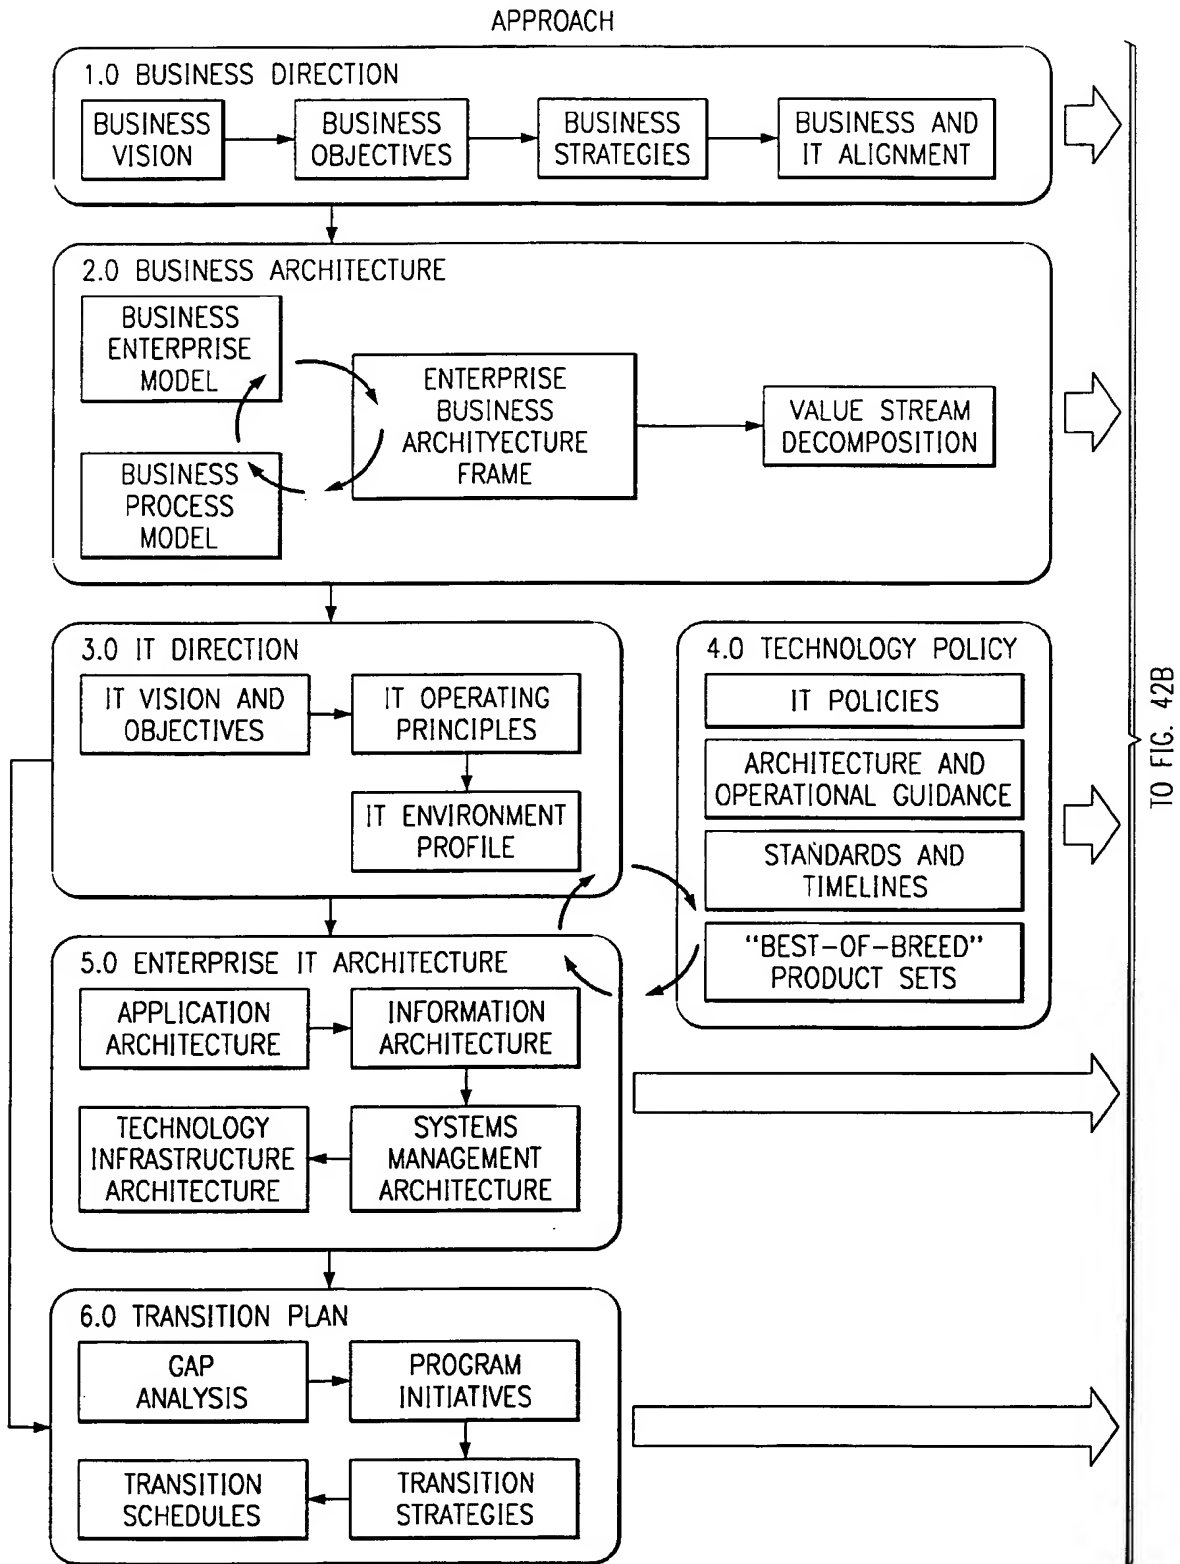 APPROACH
1.0 BUSINESS DIRECTION
BUSINESS
VISION
BUSINESS
OBJECTIVES
BUSINESS
STRATEGIES
BUSINESS AND
IT ALIGNMENT
2.0 BUSINESS ARCHITECTURE
BUSINESS
ENTERPRISE
MODEL
BUSINESS
PROCESS
MODEL
ENTERPRISE
BUSINESS
ARCHITYECTURE
FRAME
VALUE STREAM
DECOMPOSITION
3.0 IT DIRECTION
IT VISION AND
OBJECTIVES
IT OPERATING
PRINCIPLES
IT ENVIRONMENT
PROFILE
4.0 TECHNOLOGY POLICY
IT POLICIES
ARCHITECTURE AND
OPERATIONAL GUIDANCE
STANDARDS AND
TIMELINES
"BEST-OF-BREED"
PRODUCT SETS
5.0 ENTERPRISE IT ARCHITECTURE
APPLICATION
ARCHITECTURE
INFORMATION
ARCHITECTURE
TECHNOLOGY
INFRASTRUCTURE
ARCHITECTURE
SYSTEMS
MANAGEMENT
ARCHITECTURE
6.0 TRANSITION PLAN
GAP
ANALYSIS
PROGRAM
INITIATIVES
TRANSITION
SCHEDULES
TRANSITION
STRATEGIES
TO FIG. 42B